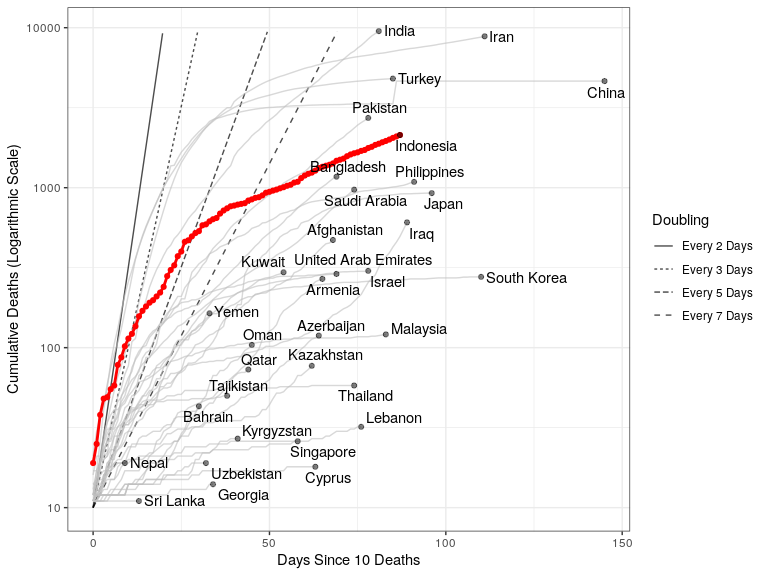 Cumulative Deaths (Logarithmic Scale)
10000
1000
100
10
India
Iran
Turkey
China
Pakistan
Indonesia
Bangladesh
Philippines
Saudi Arabia
Japan
Afghanistan
Iraq
Kuwait
United Arab Emirates
South Korea
Israel
Armenia
Yemen
Azerbaijan
Malaysia
Oman
Qatar
Kazakhstan
Tajikistan
Thailand
Bahrain
Lebanon
Kyrgyzstan
Singapore
Nepal
Uzbekistan
Cyprus
Georgia
Sri Lanka
0
50
100
150
Days Since 10 Deaths
Doubling
Every 2 Days
Every 3 Days
Every 5 Days
Every 7 Days